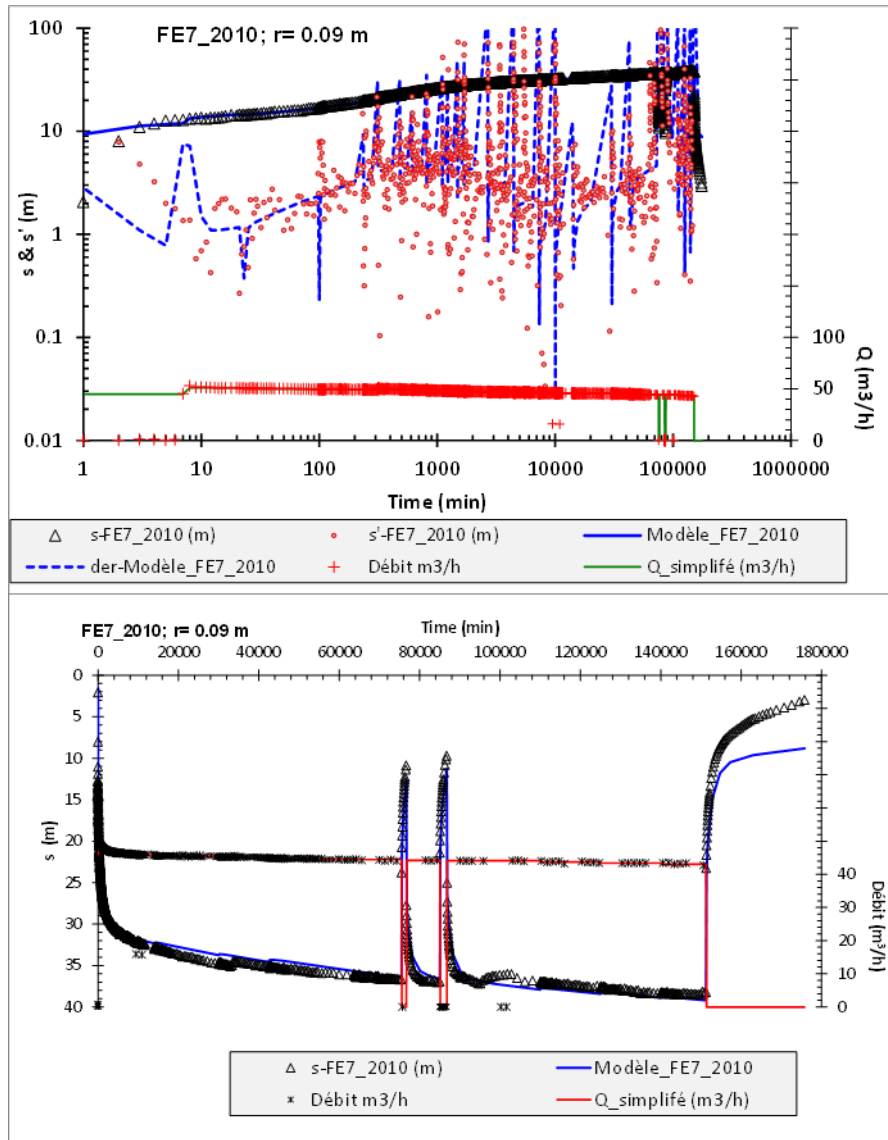 FE7_2010; r= 0.09 m
100
10
1
0.1
0.01
s & s' (m)
100
50
0
Q (m3/h)
1 10 100 1000 10000 100000 1000000
Time (min)
s-FE7_2010 (m) s'-FE7_2010 (m) Modèle_FE7_2010
der-Modèle_FE7_2010 Débit m3/h Q_simplifé (m3/h)
Time (min)
FE7_2010; r= 0.09 m
0 20000 40000 60000 80000 100000 120000 140000 160000 180000
0
5
10
15
20
25
30
35
40
s (m)
40
30
20
10
0
Débit (m³/h)
s-FE7_2010 (m) Modèle_FE7_2010
Débit m3/h Q_simplifé (m3/h)